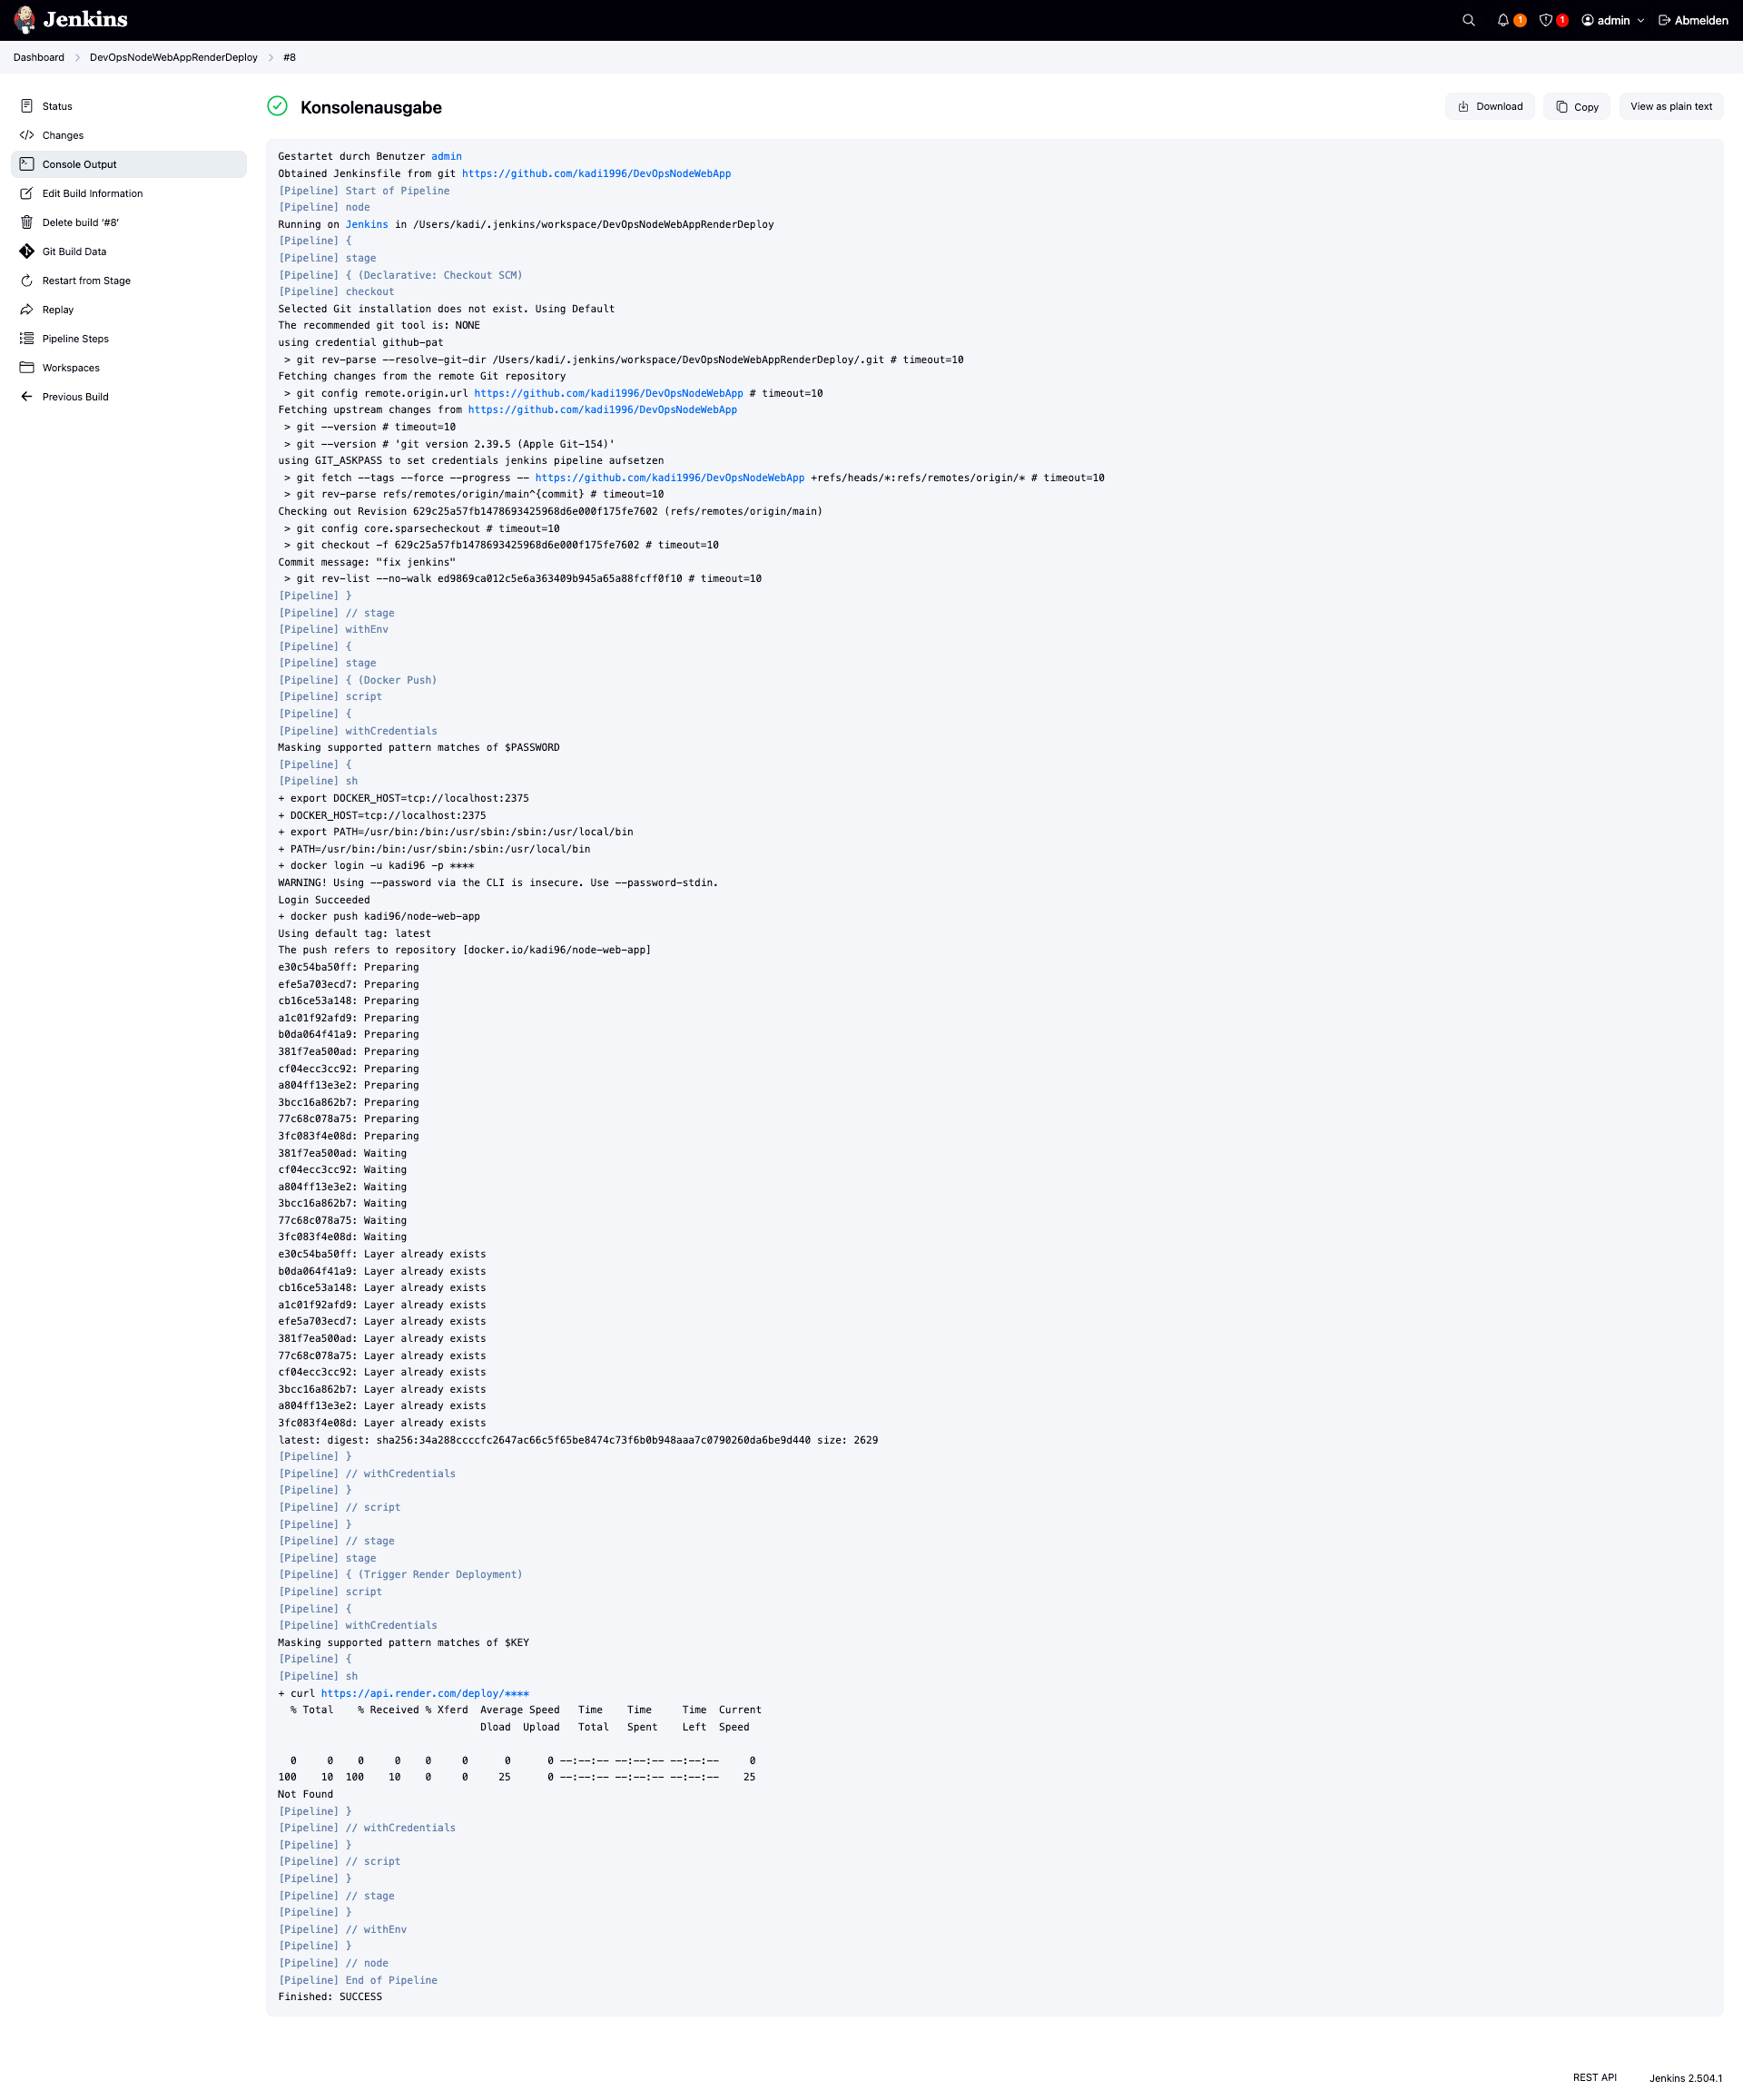 Jenkins
1
1
admin
Abmelden
Dashboard
DevOpsNodeWebAppRenderDeploy
#8
Status
Changes
Console Output
Edit Build Information
Delete build '#8'
Git Build Data
Restart from Stage
Replay
Pipeline Steps
Workspaces
Previous Build
Konsolenausgabe
Download
Copy
View as plain text
Gestartet durch Benutzer admin
Obtained Jenkinsfile from git https://github.com/kadi1996/DevOpsNodeWebApp
[Pipeline] Start of Pipeline
[Pipeline] node
Running on Jenkins in /Users/kadi/.jenkins/workspace/DevOpsNodeWebAppRenderDeploy
[Pipeline] {
[Pipeline] stage
[Pipeline] { (Declarative: Checkout SCM)
[Pipeline] checkout
Selected Git installation does not exist. Using Default
The recommended git tool is: NONE
using credential github-pat
 > git rev-parse --resolve-git-dir /Users/kadi/.jenkins/workspace/DevOpsNodeWebAppRenderDeploy/.git # timeout=10
Fetching changes from the remote Git repository
 > git config remote.origin.url https://github.com/kadi1996/DevOpsNodeWebApp # timeout=10
Fetching upstream changes from https://github.com/kadi1996/DevOpsNodeWebApp
 > git --version # timeout=10
 > git --version # 'git version 2.39.5 (Apple Git-154)'
using GIT_ASKPASS to set credentials jenkins pipeline aufsetzen
 > git fetch --tags --force --progress -- https://github.com/kadi1996/DevOpsNodeWebApp +refs/heads/*:refs/remotes/origin/* # timeout=10
 > git rev-parse refs/remotes/origin/main^{commit} # timeout=10
Checking out Revision 629c25a57fb1478693425968d6e000f175fe7602 (refs/remotes/origin/main)
 > git config core.sparsecheckout # timeout=10
 > git checkout -f 629c25a57fb1478693425968d6e000f175fe7602 # timeout=10
Commit message: "fix jenkins"
 > git rev-list --no-walk ed9869ca012c5e6a363409b945a65a88fcff0f10 # timeout=10
[Pipeline] }
[Pipeline] // stage
[Pipeline] withEnv
[Pipeline] {
[Pipeline] stage
[Pipeline] { (Docker Push)
[Pipeline] script
[Pipeline] {
[Pipeline] withCredentials
Masking supported pattern matches of $PASSWORD
[Pipeline] {
[Pipeline] sh
+ export DOCKER_HOST=tcp://localhost:2375
+ DOCKER_HOST=tcp://localhost:2375
+ export PATH=/usr/bin:/bin:/usr/sbin:/sbin:/usr/local/bin
+ PATH=/usr/bin:/bin:/usr/sbin:/sbin:/usr/local/bin
+ docker login -u kadi96 -p ****
WARNING! Using --password via the CLI is insecure. Use --password-stdin.
Login Succeeded
+ docker push kadi96/node-web-app
Using default tag: latest
The push refers to repository [docker.io/kadi96/node-web-app]
e30c54ba50ff: Preparing
efe5a703ecd7: Preparing
cb16ce53a148: Preparing
a1c01f92afd9: Preparing
b0da064f41a9: Preparing
381f7ea500ad: Preparing
cf04ecc3cc92: Preparing
a804ff13e3e2: Preparing
3bcc16a862b7: Preparing
77c68c078a75: Preparing
3fc083f4e08d: Preparing
381f7ea500ad: Waiting
cf04ecc3cc92: Waiting
a804ff13e3e2: Waiting
3bcc16a862b7: Waiting
77c68c078a75: Waiting
3fc083f4e08d: Waiting
e30c54ba50ff: Layer already exists
b0da064f41a9: Layer already exists
cb16ce53a148: Layer already exists
a1c01f92afd9: Layer already exists
efe5a703ecd7: Layer already exists
381f7ea500ad: Layer already exists
77c68c078a75: Layer already exists
cf04ecc3cc92: Layer already exists
3bcc16a862b7: Layer already exists
a804ff13e3e2: Layer already exists
3fc083f4e08d: Layer already exists
latest: digest: sha256:34a288ccccfc2647ac66c5f65be8474c73f6b0b948aaa7c0790260da6be9d440 size: 2629
[Pipeline] }
[Pipeline] // withCredentials
[Pipeline] }
[Pipeline] // script
[Pipeline] }
[Pipeline] // stage
[Pipeline] stage
[Pipeline] { (Trigger Render Deployment)
[Pipeline] script
[Pipeline] {
[Pipeline] withCredentials
Masking supported pattern matches of $KEY
[Pipeline] {
[Pipeline] sh
+ curl https://api.render.com/deploy/****
  % Total    % Received % Xferd  Average Speed   Time    Time     Time  Current
                                 Dload  Upload   Total   Spent    Left  Speed
  0     0    0     0    0     0      0      0 --:--:-- --:--:-- --:--:--     0
100    10  100    10    0     0     25      0 --:--:-- --:--:-- --:--:--    25
Not Found
[Pipeline] }
[Pipeline] // withCredentials
[Pipeline] }
[Pipeline] // script
[Pipeline] }
[Pipeline] // stage
[Pipeline] }
[Pipeline] // withEnv
[Pipeline] }
[Pipeline] // node
[Pipeline] End of Pipeline
Finished: SUCCESS
REST API
Jenkins 2.504.1